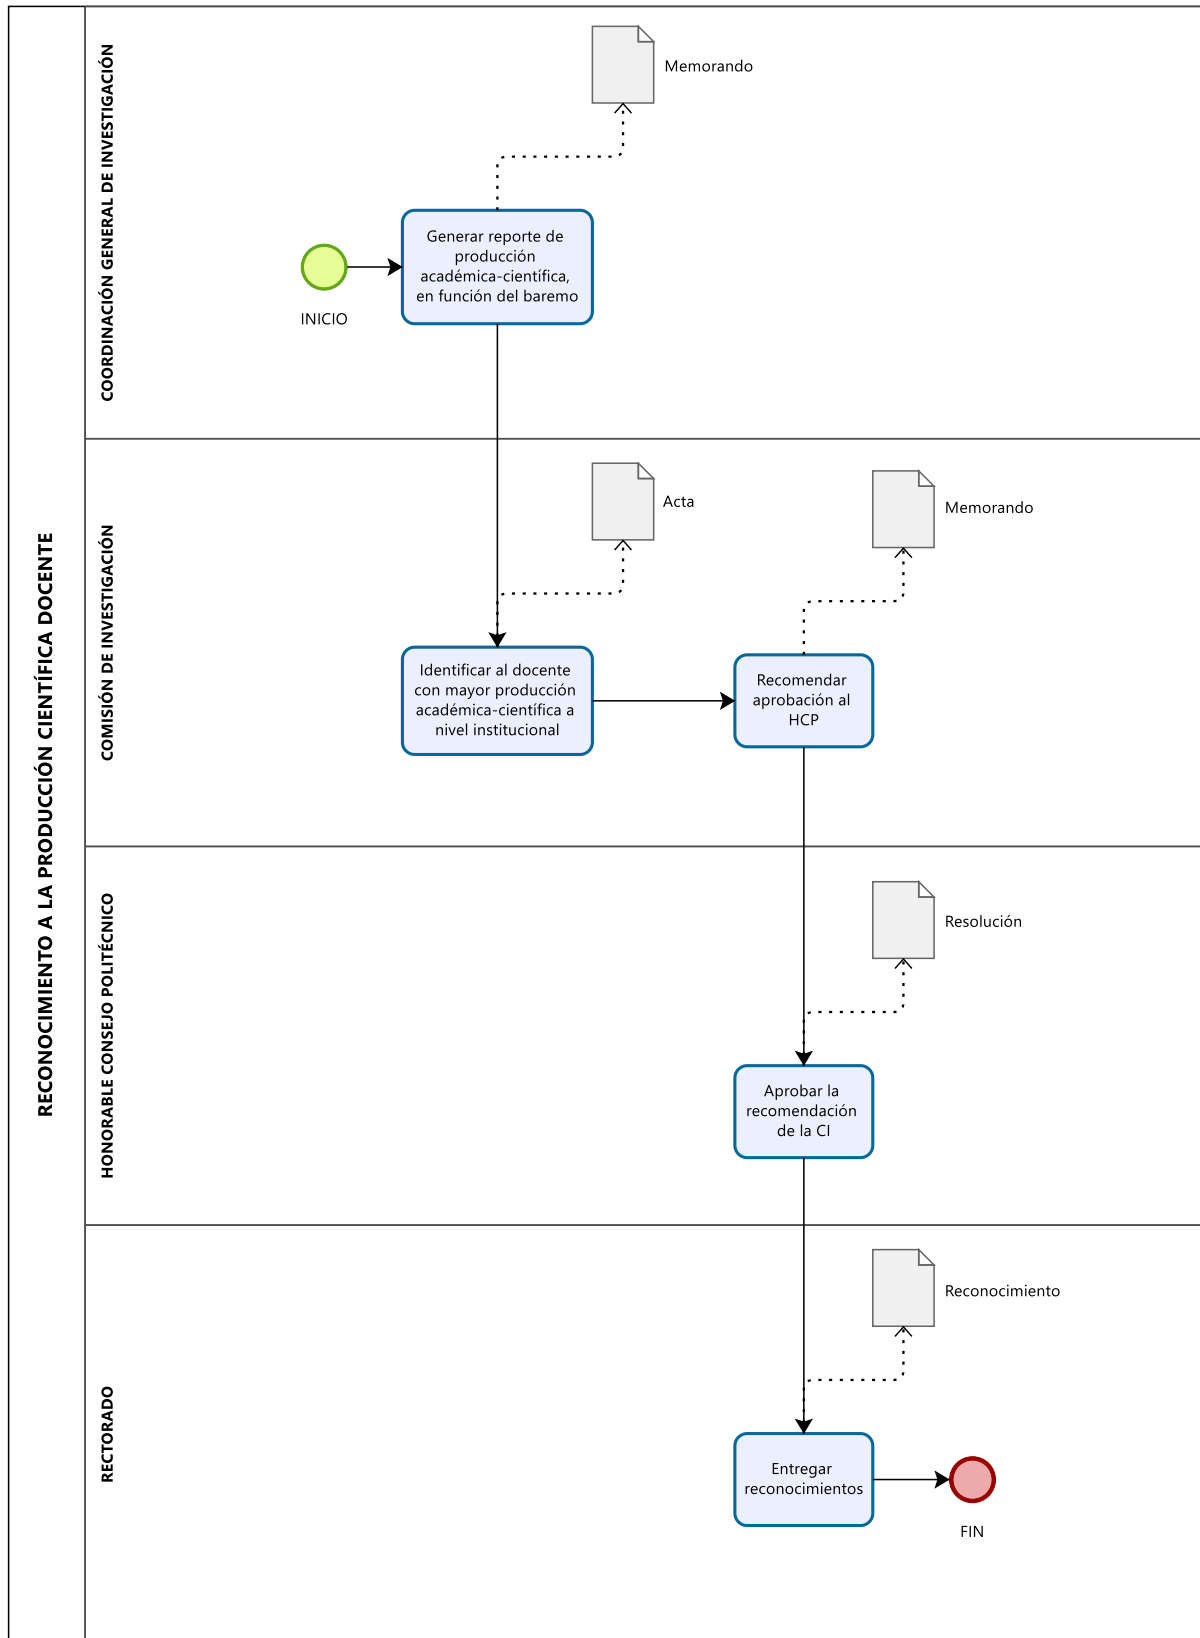 RECONOCIMIENTO A LA PRODUCCIÓN CIENTÍFICA DOCENTE
COORDINACIÓN GENERAL DE INVESTIGACIÓN
Memorando
Generar reporte de
producción
académica-científica,
en función del baremo
INICIO
COMISIÓN DE INVESTIGACIÓN
Acta
Memorando
Identificar al docente
con mayor producción
académica-científica a
nivel institucional
Recomendar
aprobación al
HCP
HONORABLE CONSEJO POLITÉCNICO
Resolución
Aprobar la
recomendación
de la CI
RECTORADO
Reconocimiento
Entregar
reconocimientos
FIN